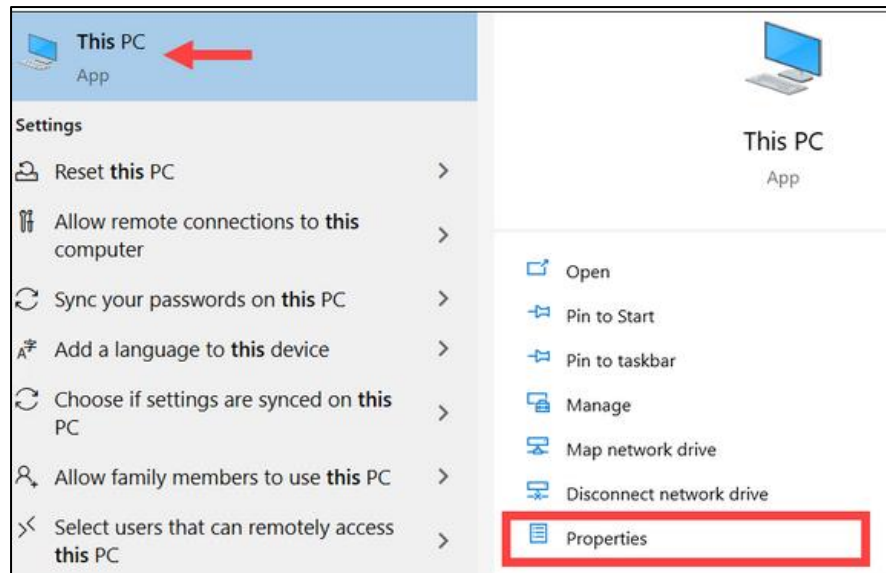 This PC
App
Settings
Reset this PC
Allow remote connections to this
computer
Sync your passwords on this PC
Add a language to this device
Choose if settings are synced on this
PC
Allow family members to use this PC
Select users that can remotely access
this PC
This PC
App
Open
Pin to Start
Pin to taskbar
Manage
Map network drive
Disconnect network drive
Properties